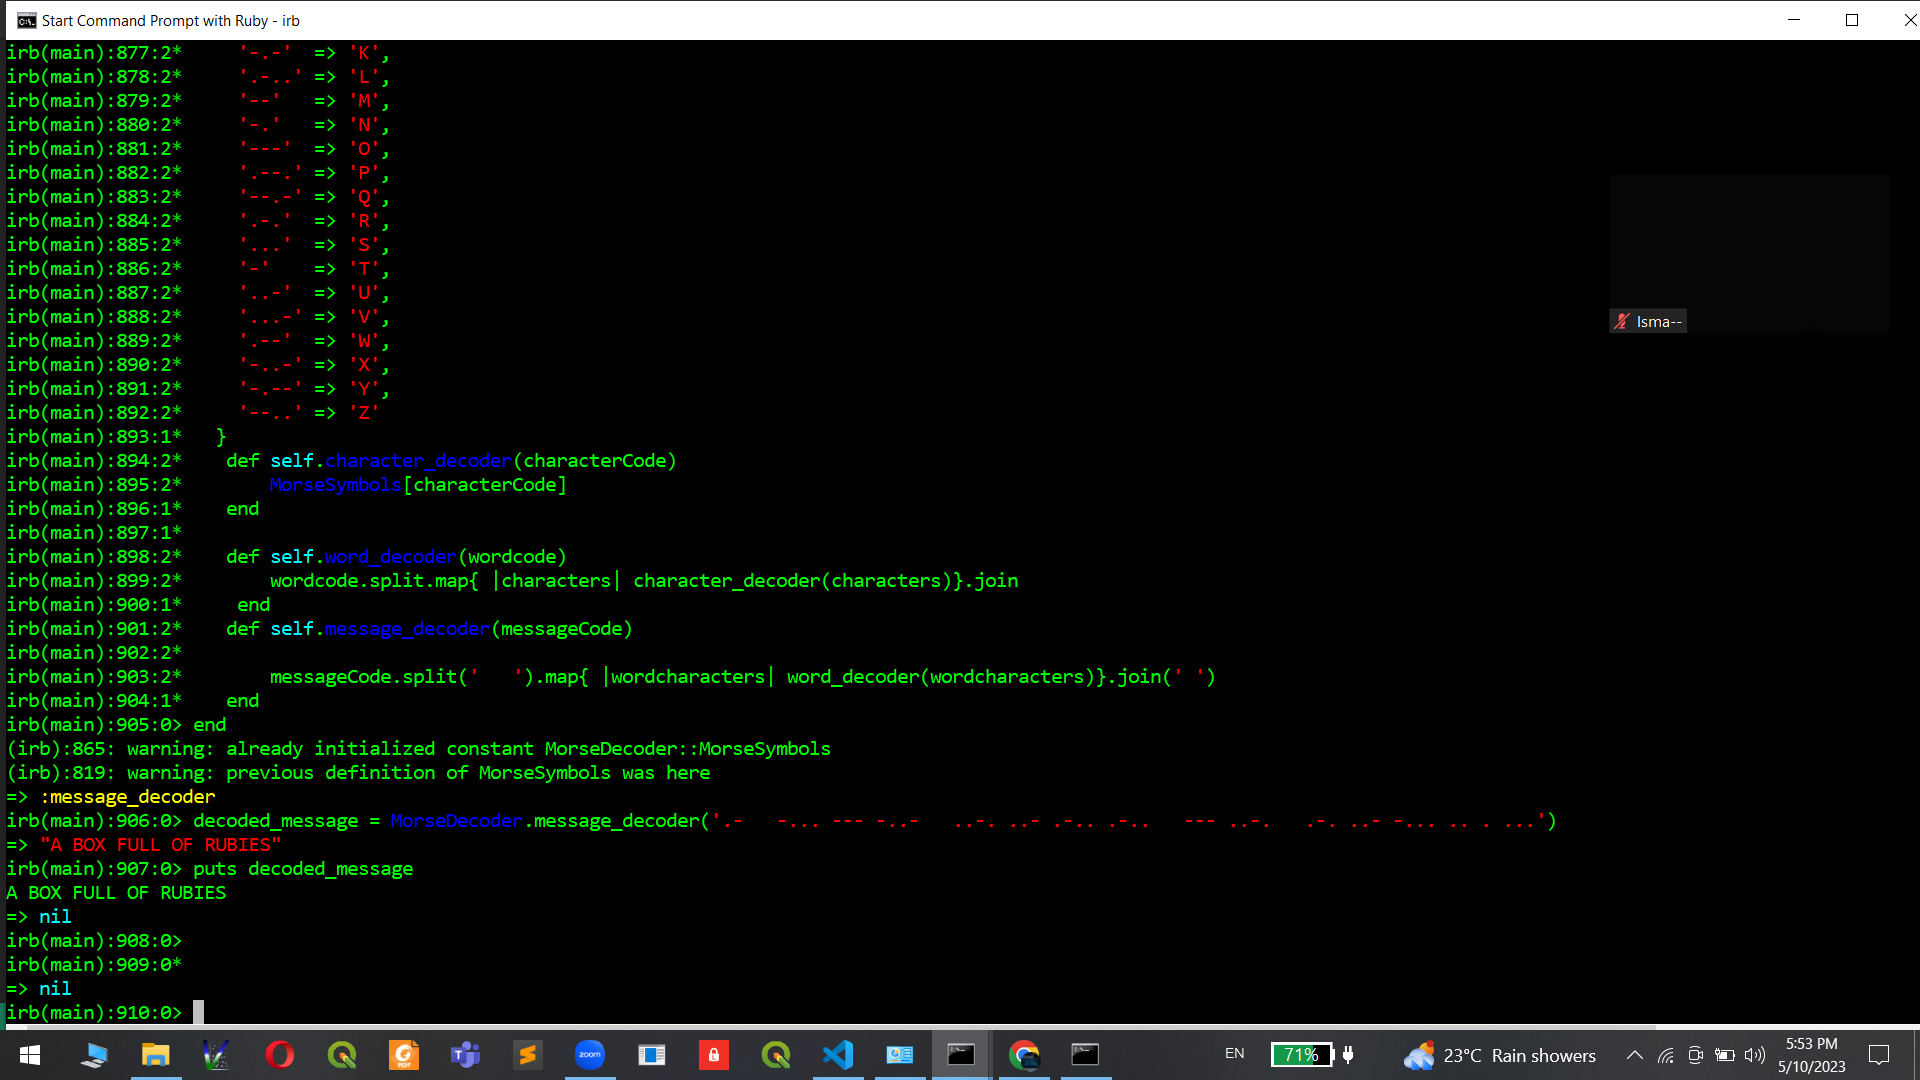 Start Command Prompt with Ruby - irb
irb(main):877:2*     '-.-'  => 'K',
irb(main):878:2*     '.-..' => 'L',
irb(main):879:2*     '--'   => 'M',
irb(main):880:2*     '-.'   => 'N',
irb(main):881:2*     '---'  => 'O',
irb(main):882:2*     '.--.' => 'P',
irb(main):883:2*     '--.-' => 'Q',
irb(main):884:2*     '.-.'  => 'R',
irb(main):885:2*     '...'  => 'S',
irb(main):886:2*     '-'    => 'T',
irb(main):887:2*     '..-'  => 'U',
irb(main):888:2*     '...-' => 'V',
irb(main):889:2*     '.--'  => 'W',
irb(main):890:2*     '-..-' => 'X',
irb(main):891:2*     '-.--' => 'Y',
irb(main):892:2*     '--..' => 'Z'
irb(main):893:1*   }
irb(main):894:2*    def self.character_decoder(characterCode)
irb(main):895:2*        MorseSymbols[characterCode]
irb(main):896:1*    end
irb(main):897:1*
irb(main):898:2*    def self.word_decoder(wordcode)
irb(main):899:2*        wordcode.split.map{ |characters| character_decoder(characters)}.join
irb(main):900:1*     end
irb(main):901:2*    def self.message_decoder(messageCode)
irb(main):902:2*
irb(main):903:2*        messageCode.split('   ').map{ |wordcharacters| word_decoder(wordcharacters)}.join(' ')
irb(main):904:1*    end
irb(main):905:0> end
(irb):865: warning: already initialized constant MorseDecoder::MorseSymbols
(irb):819: warning: previous definition of MorseSymbols was here
=> :message_decoder
irb(main):906:0> decoded_message = MorseDecoder.message_decoder('.-   -... --- -..-   ..-. ..- .-.. .-..   --- ..-.   .-. ..- -... .. . ...')
=> "A BOX FULL OF RUBIES"
irb(main):907:0> puts decoded_message
A BOX FULL OF RUBIES
=> nil
irb(main):908:0>
irb(main):909:0*
=> nil
irb(main):910:0>
Isma--
PDF
zoom
EN
71%
23°C Rain showers
5:53 PM
5/10/2023